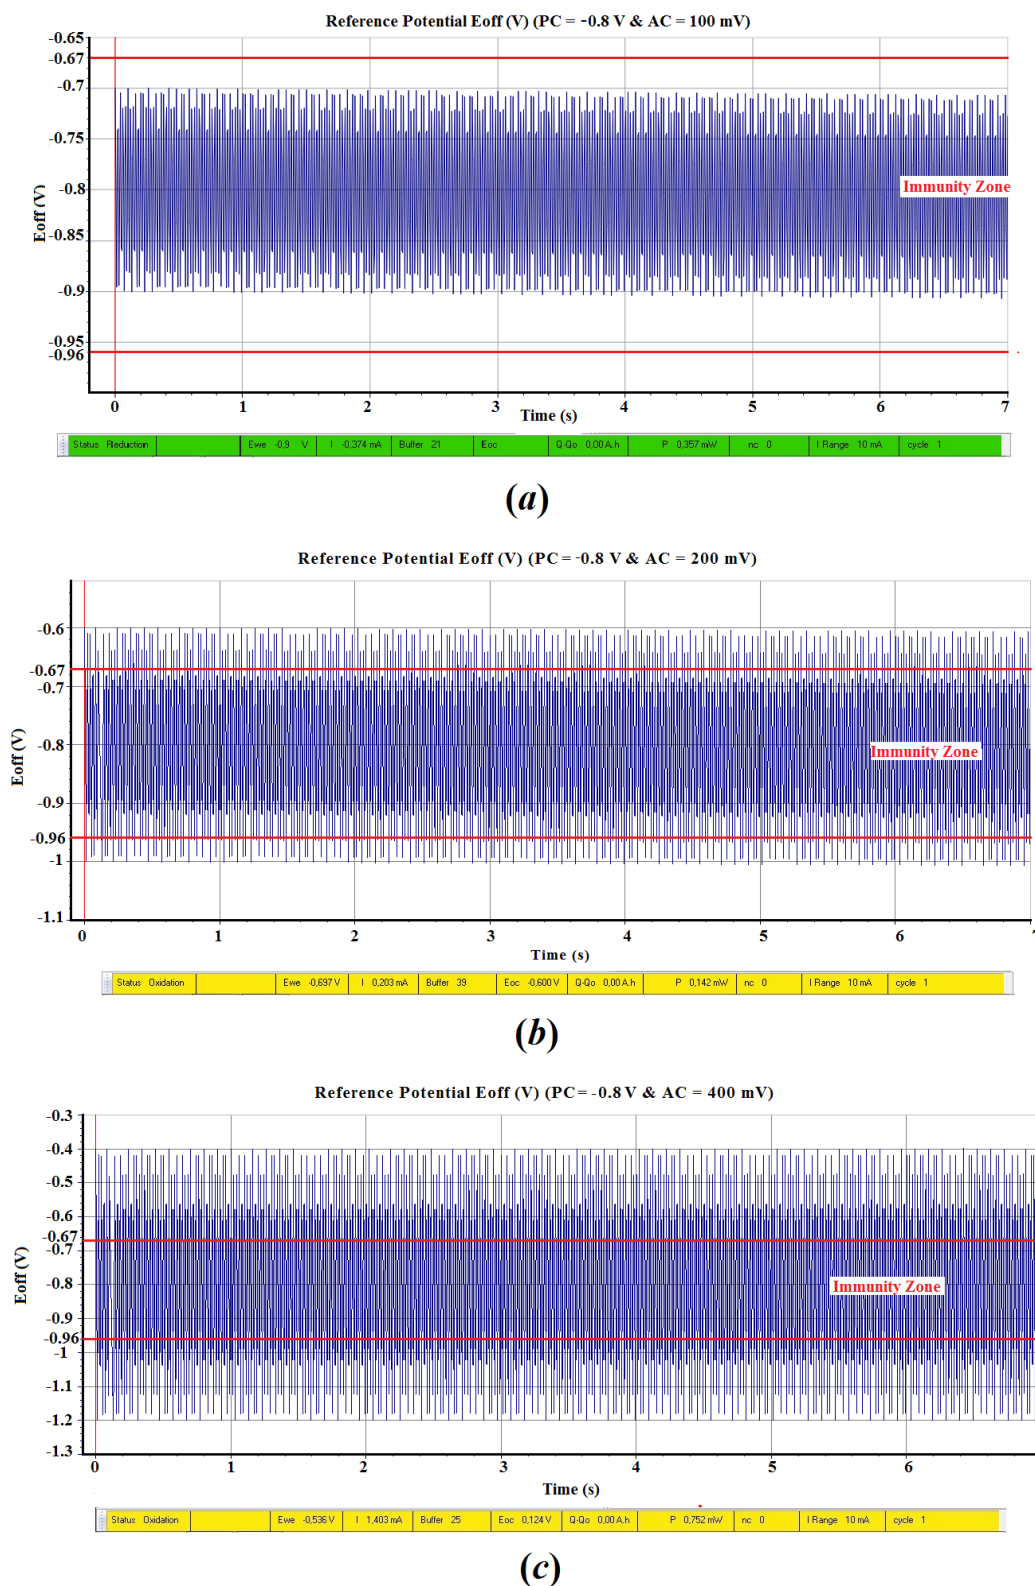 Reference Potential Eoff (V) (PC = -0.8 V & AC = 100 mV)
-0.65
-0.67
-0.7
-0.75
-0.8
-0.85
-0.9
-0.95
-0.96
Eoff (V)
Immunity Zone
0 1 2 3 4 5 6 7
Time (s)
Status Reduction Ewe -0,9 V I -0,374 mA Buffer 21 Eoc Q-Qo 0,00 A.h P 0,357 mW nc 0 I Range 10 mA cycle 1
(a)
Reference Potential Eoff (V) (PC = -0.8 V & AC = 200 mV)
-0.6
-0.67
-0.7
-0.8
-0.9
-0.96
-1
-1.1
Eoff (V)
Immunity Zone
0 1 2 3 4 5 6 7
Time (s)
Status Oxidation Ewe -0,697 V I 0,203 mA Buffer 39 Eoc -0,600 V Q-Qo 0,00 A.h P 0,142 mW nc 0 I Range 10 mA cycle 1
(b)
Reference Potential Eoff (V) (PC = -0.8 V & AC = 400 mV)
-0.3
-0.4
-0.5
-0.6
-0.67
-0.7
-0.8
-0.9
-0.96
-1
-1.1
-1.2
-1.3
Eoff (V)
Immunity Zone
0 1 2 3 4 5 6
Time (s)
Status Oxidation Ewe -0,536 V I 1,403 mA Buffer 25 Eoc 0,124 V Q-Qo 0,00 A.h P 0,752 mW nc 0 I Range 10 mA cycle 1
(c)